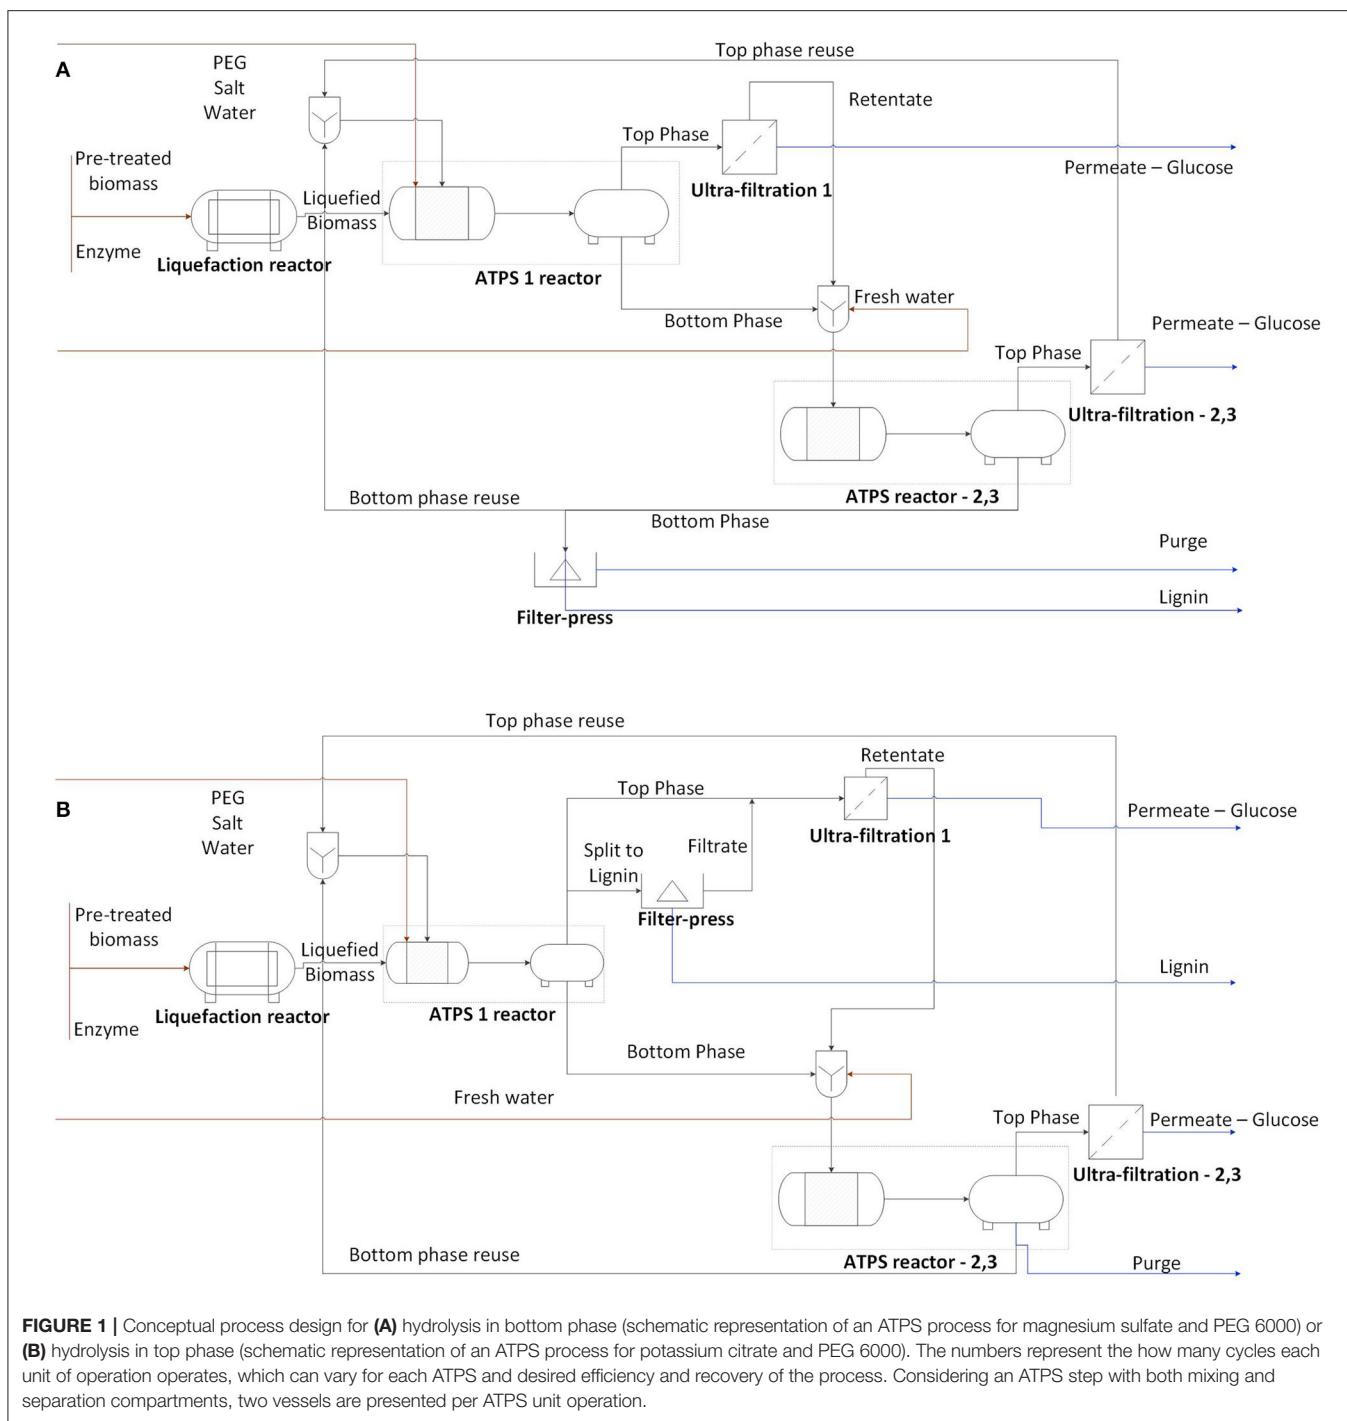 A
Top phase reuse
PEG
Salt
Water
Retentate
Top Phase
Permeate – Glucose
Ultra-filtration 1
Pre-treated
biomass
Liquefied
Biomass
Enzyme
Liquefaction reactor
ATPS 1 reactor
Fresh water
Bottom Phase
Permeate – Glucose
Top Phase
Ultra-filtration - 2,3
ATPS reactor - 2,3
Bottom phase reuse
Bottom Phase
Purge
Lignin
Filter-press
B
Top phase reuse
Retentate
PEG
Salt
Water
Top Phase
Permeate – Glucose
Ultra-filtration 1
Split to
Lignin
Filtrate
Filter-press
Pre-treated
biomass
Liquefied
Biomass
Lignin
Enzyme
Liquefaction reactor
ATPS 1 reactor
Bottom Phase
Fresh water
Top Phase
Permeate – Glucose
Ultra-filtration - 2,3
Bottom phase reuse
ATPS reactor - 2,3
Purge
FIGURE 1 | Conceptual process design for (A) hydrolysis in bottom phase (schematic representation of an ATPS process for magnesium sulfate and PEG 6000) or
(B) hydrolysis in top phase (schematic representation of an ATPS process for potassium citrate and PEG 6000). The numbers represent the how many cycles each
unit of operation operates, which can vary for each ATPS and desired efficiency and recovery of the process. Considering an ATPS step with both mixing and
separation compartments, two vessels are presented per ATPS unit operation.